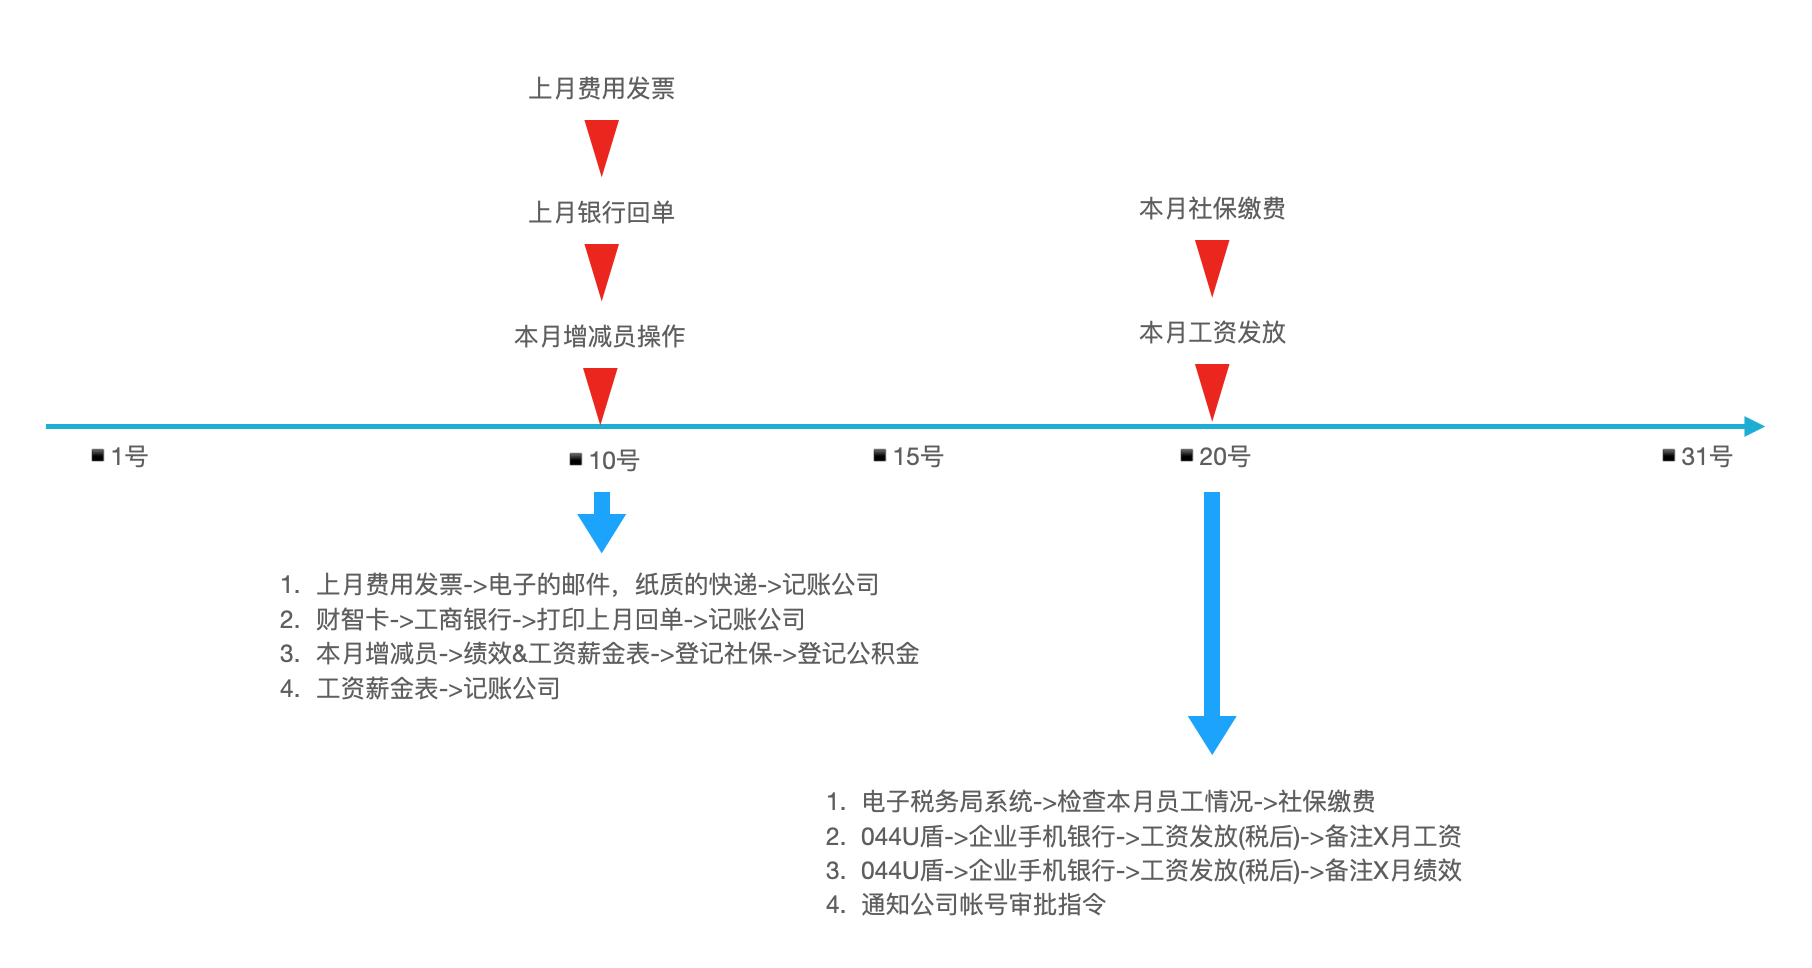 上月费用发票
上月银行回单
本月社保缴费
本月增减员操作
本月工资发放
1号
10号
15号
20号
31号
1. 上月费用发票->电子的邮件，纸质的快递->记账公司
2. 财智卡->工商银行->打印上月回单->记账公司
3. 本月增减员->绩效&工资薪金表->登记社保->登记公积金
4. 工资薪金表->记账公司
1. 电子税务局系统->检查本月员工情况->社保缴费
2. 044U盾->企业手机银行->工资发放(税后)->备注X月工资
3. 044U盾->企业手机银行->工资发放(税后)->备注X月绩效
4. 通知公司帐号审批指令